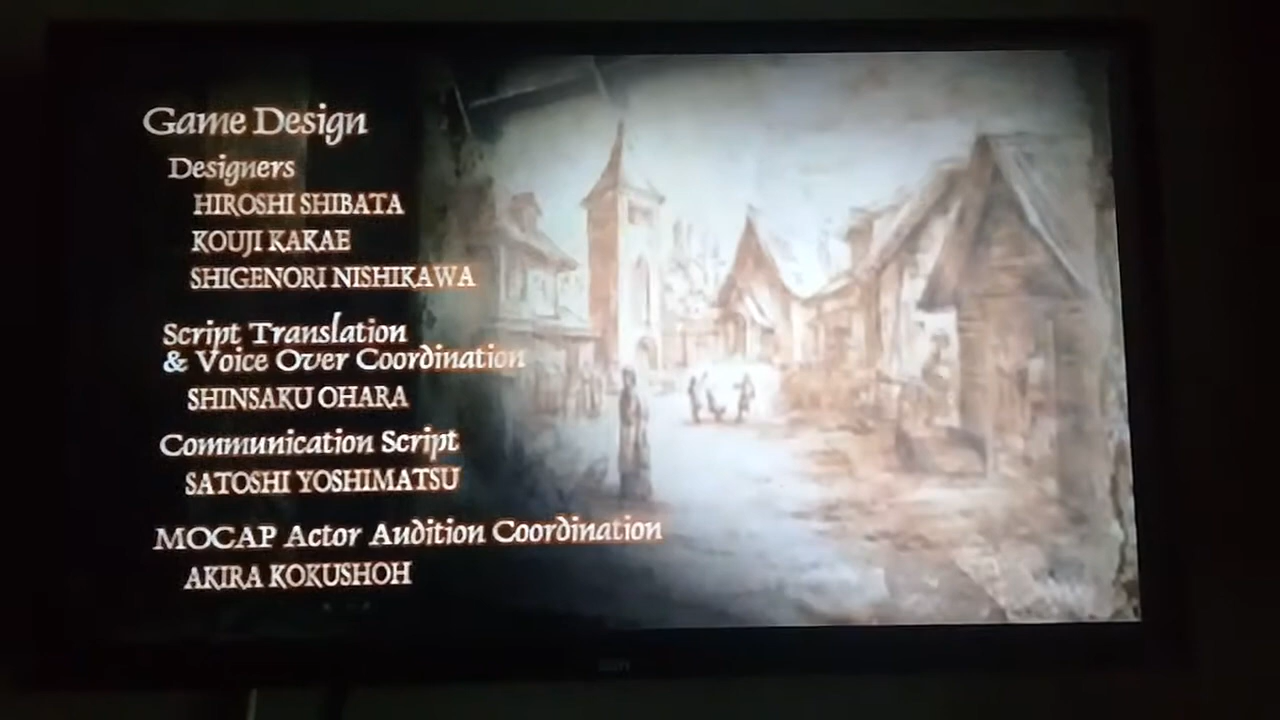 Game Design
Designers
HIROSHI SHIBATA
KOUJI KAKAE
SHIGENORI NISHIKAWA
Script Translation
& Voice Over Coordination
SHINSAKU OHARA
Communication Script
SATOSHI YOSHIMATSU
MOCAP Actor Audition Coordination
AKIRA KOKUSHOH